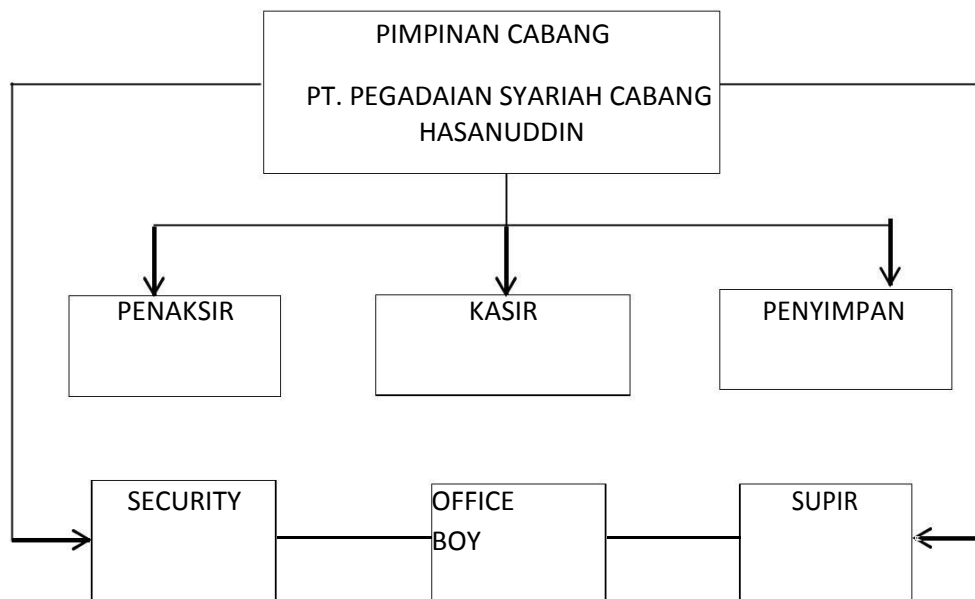 PIMPINAN CABANG
PT. PEGADAIAN SYARIAH CABANG
HASANUDDIN
PENAKSIR
KASIR
PENYIMPAN
SECURITY
OFFICE
BOY
SUPIR